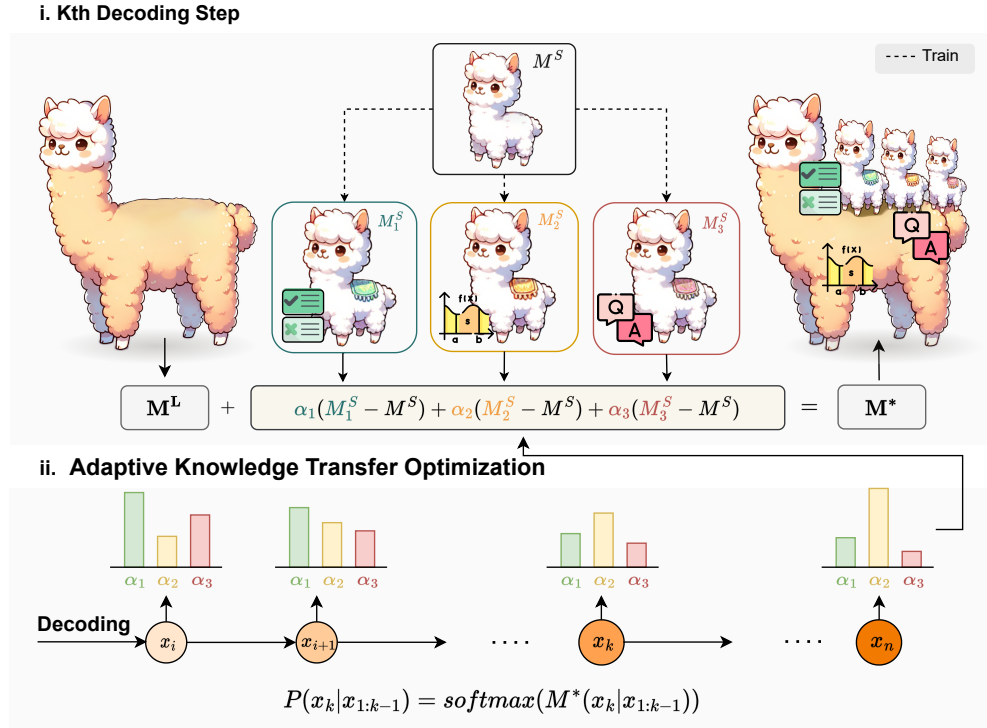 i. Kth Decoding Step
M^S
---- Train
M_1^S
M_2^S
M_3^S
f(x)
s
a b
Q
A
f(x)
s
a b
Q
A
M^L + α_1(M_1^S − M^S) + α_2(M_2^S − M^S) + α_3(M_3^S − M^S) = M^*
ii. Adaptive Knowledge Transfer Optimization
α_1 α_2 α_3
α_1 α_2 α_3
α_1 α_2 α_3
α_1 α_2 α_3
Decoding
x_i
x_{i+1}
....
x_k
....
x_n
P(x_k|x_{1:k−1}) = softmax(M^*(x_k|x_{1:k−1}))